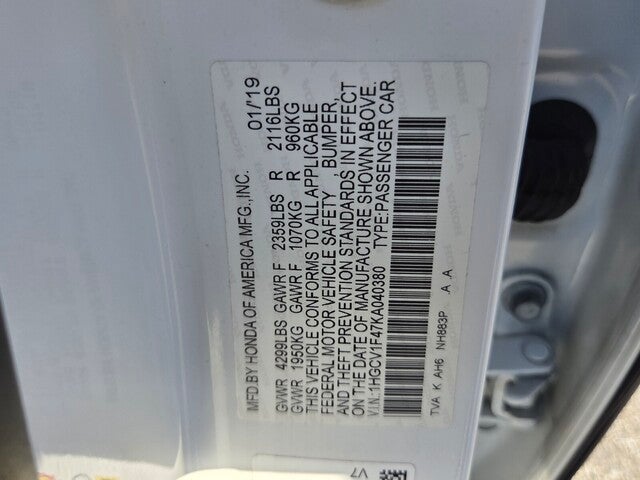 MFD.BY HONDA OF AMERICA MFG.,INC. 01/'19
GVWR 4299LBS GAWR F 2359LBS R 2116LBS
GVWR 1950KG GAWR F 1070KG R 960KG
THIS VEHICLE CONFORMS TO ALL APPLICABLE
FEDERAL MOTOR VEHICLE SAFETY, BUMPER,
AND THEFT PREVENTION STANDARDS IN EFFECT
ON THE DATE OF MANUFACTURE SHOWN ABOVE.
V.I.N.:1HGCV1F47KA040380 TYPE:PASSENGER CAR
TVA K AH6 NH883P A .A
V7